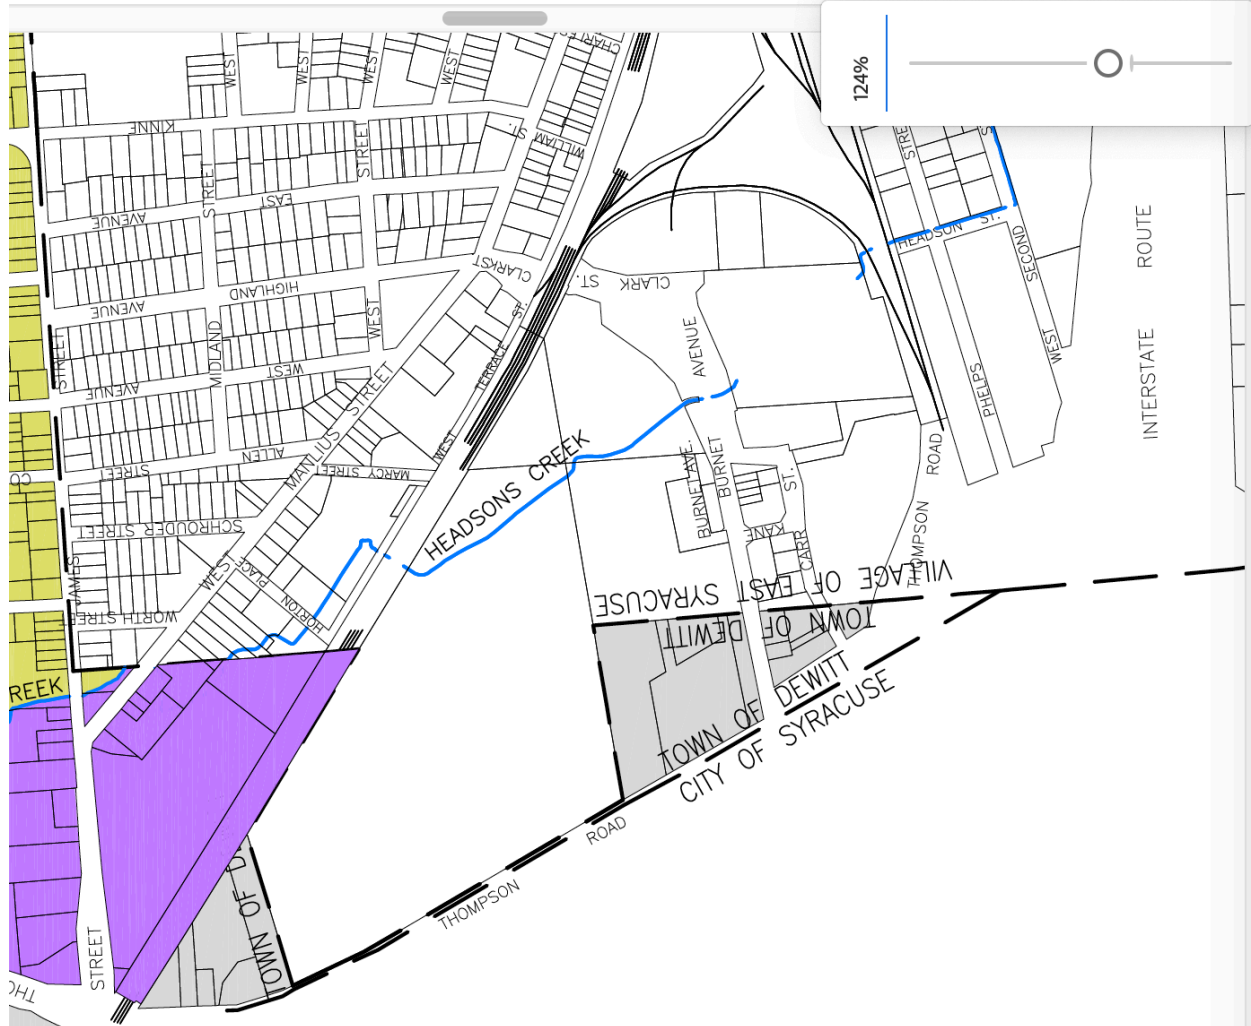 124%
CHARLES
WEST
WEST
WEST
WEST
KINNE
ST.
WILLIAM
STREET
STREET
STREET
EAST
AVENUE
HEADSON ST.
SECOND
INTERSTATE ROUTE
CLARK ST.
CLARK ST.
HIGHLAND
AVENUE
WEST
MIDLAND
STREET
TERRACE ST.
AVENUE
WEST
WEST
AVENUE
STREET
PHELPS
MANLIUS
WEST
ALLEN
STREET
MARCY STREET
HEADSONS CREEK
BURNET AVE.
BURNET
ST.
ROAD
THOMPSON
SCHROUDER STREET
KANE
CARR
WEST
PLACE
HORTON
JAMES
WORTH STREET
VILLAGE OF EAST SYRACUSE
TOWN OF DEWITT
REEK
TOWN OF DEWITT
CITY OF SYRACUSE
ROAD
THOMPSON
OWN OF D
STREET
THO